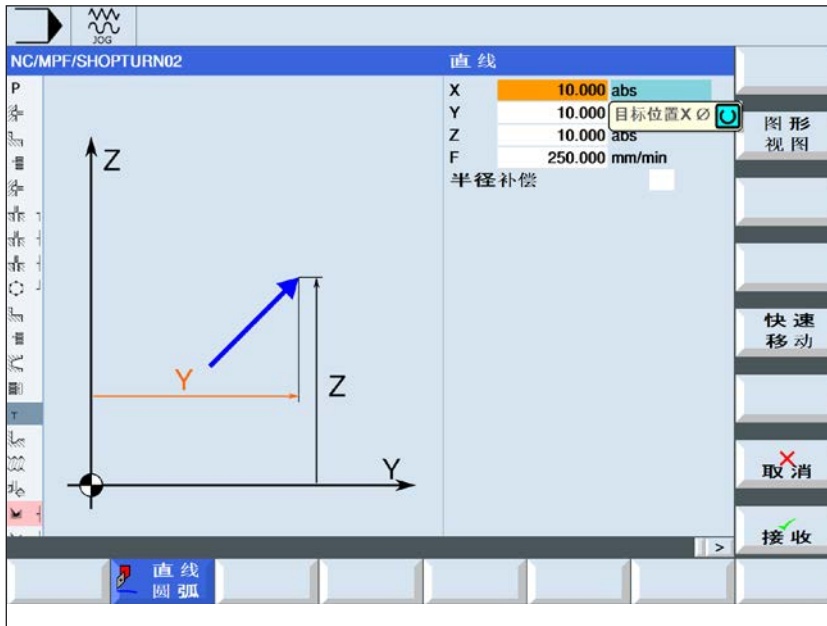 JOG
NC/MPF/SHOPTURN02
直线
P
X 10.000 abs
Y 10.000
目标位置X Ø
Z 10.000 abs
F 250.000 mm/min
半径补偿
Z
Y
Z
Y
T
图形
视图
快速
移动
取消
接收
>
直线
圆弧